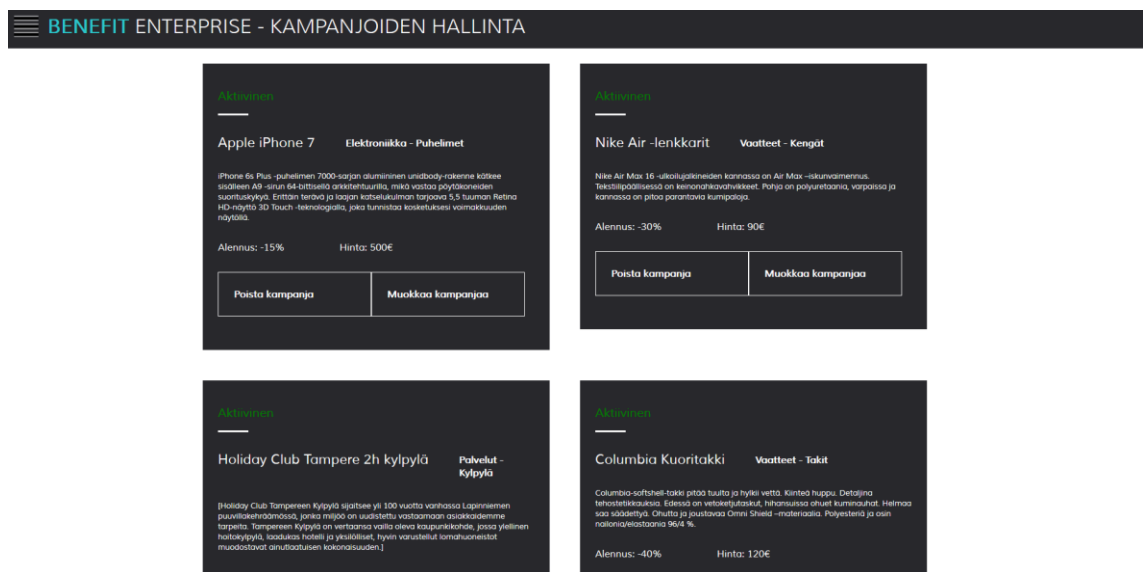 BENEFIT ENTERPRISE - KAMPANJOIDEN HALLINTA
Aktiivinen
Apple iPhone 7 Elektroniikka - Puhelimet
iPhone 6s Plus -puhelimen 7000-sarjan alumiininen unidbody-rakenne kätkee
sisälleen A9 -sirun 64-bittisellä arkkitehtuurilla, mikä vastaa pöytäkoneiden
suorituskykyä. Erittäin terävä ja laajan katselukulman tarjoava 5,5 tuuman Retina
HD-näyttö 3D Touch -teknologialla, joka tunnistaa kosketuksesi voimakkuuden
näytöllä.
Alennus: -15% Hinta: 500€
Poista kampanja Muokkaa kampanjaa
Aktiivinen
Nike Air -lenkkarit Vaatteet - Kengät
Nike Air Max 16 -ulkoilujalkineiden kannassa on Air Max –iskunvaimennus.
Tekstiilipäällisessä on keinonahkavahvikkeet. Pohja on polyuretaania, varpaissa ja
kannassa on pitoa parantavia kumipaloja.
Alennus: -30% Hinta: 90€
Poista kampanja Muokkaa kampanjaa
Aktiivinen
Holiday Club Tampere 2h kylpylä Palvelut -
Kylpylä
[Holiday Club Tampereen Kylpylä sijaitsee yli 100 vuotta vanhassa Lapinniemen
puuvillakehräämössä, jonka miljöö on uudistettu vastaamaan asiakkaidemme
tarpeita. Tampereen Kylpylä on vertaansa vailla oleva kaupunkikohde, jossa ylellinen
hoitokylpylä, laadukas hotelli ja yksilölliset, hyvin varustellut lomahuoneistot
muodostavat ainutlaatuisen kokonaisuuden.]
Aktiivinen
Columbia Kuoritakki Vaatteet - Takit
Columbia-softshell-takki pitää tuulta ja hylkii vettä. Kiinteä huppu. Detaljina
tehostetikkauksia. Edessä on vetoketjutaskut, hihansuissa ohuet kuminauhat. Helmaa
saa säädettyä. Ohutta ja joustavaa Omni Shield –materiaalia. Polyesteriä ja osin
nailonia/elastaania 96/4 %.
Alennus: -40% Hinta: 120€